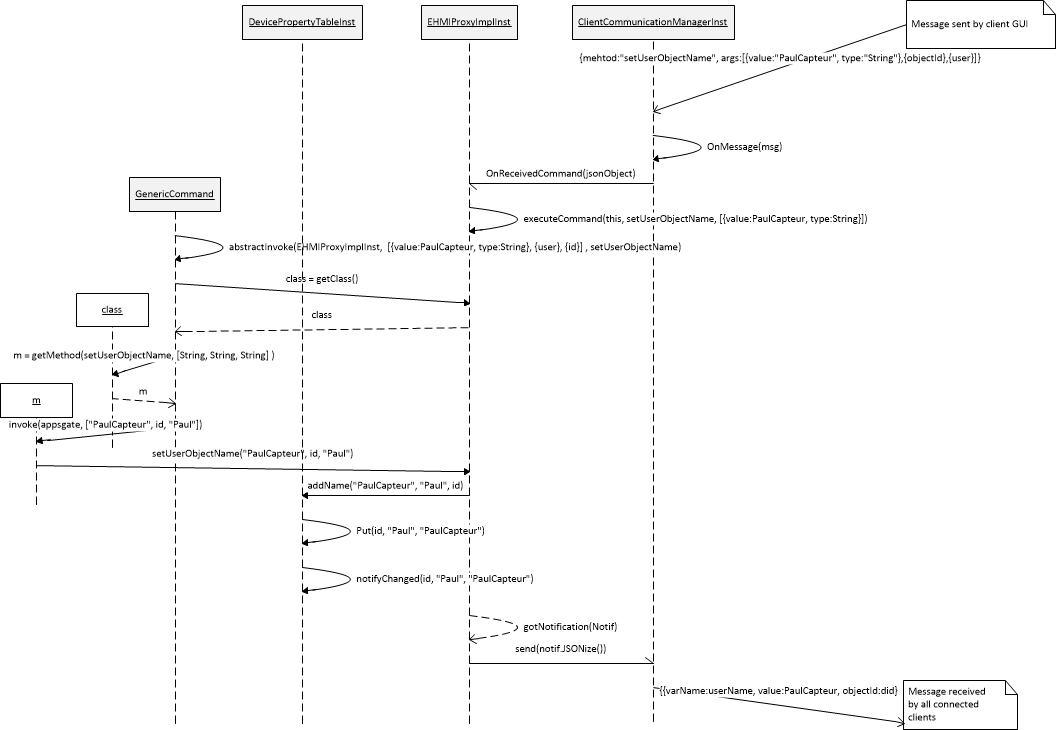 DevicePropertyTableInst
EHMIProxyImplInst
ClientCommunicationManagerInst
Message sent by client GUI
{mehtod:"setUserObjectName", args:[{value:"PaulCapteur", type:"String"},{objectId},{user}]}
OnMessage(msg)
OnReceivedCommand(jsonObject)
GenericCommand
executeCommand(this, setUserObjectName, [{value:PaulCapteur, type:String}])
abstractInvoke(EHMIProxyImplInst, [{value:PaulCapteur, type:String}, {user}, {id}] , setUserObjectName)
class = getClass()
class
class
m = getMethod(setUserObjectName, [String, String, String] )
m
m
invoke(appsgate, ["PaulCapteur", id, "Paul"])
setUserObjectName("PaulCapteur", id, "Paul")
addName("PaulCapteur", "Paul", id)
Put(id, "Paul", "PaulCapteur")
notifyChanged(id, "Paul", "PaulCapteur")
gotNotification(Notif)
send(notif.JSONize())
{{varName:userName, value:PaulCapteur, objectId:did}
Message received
by all connected
clients